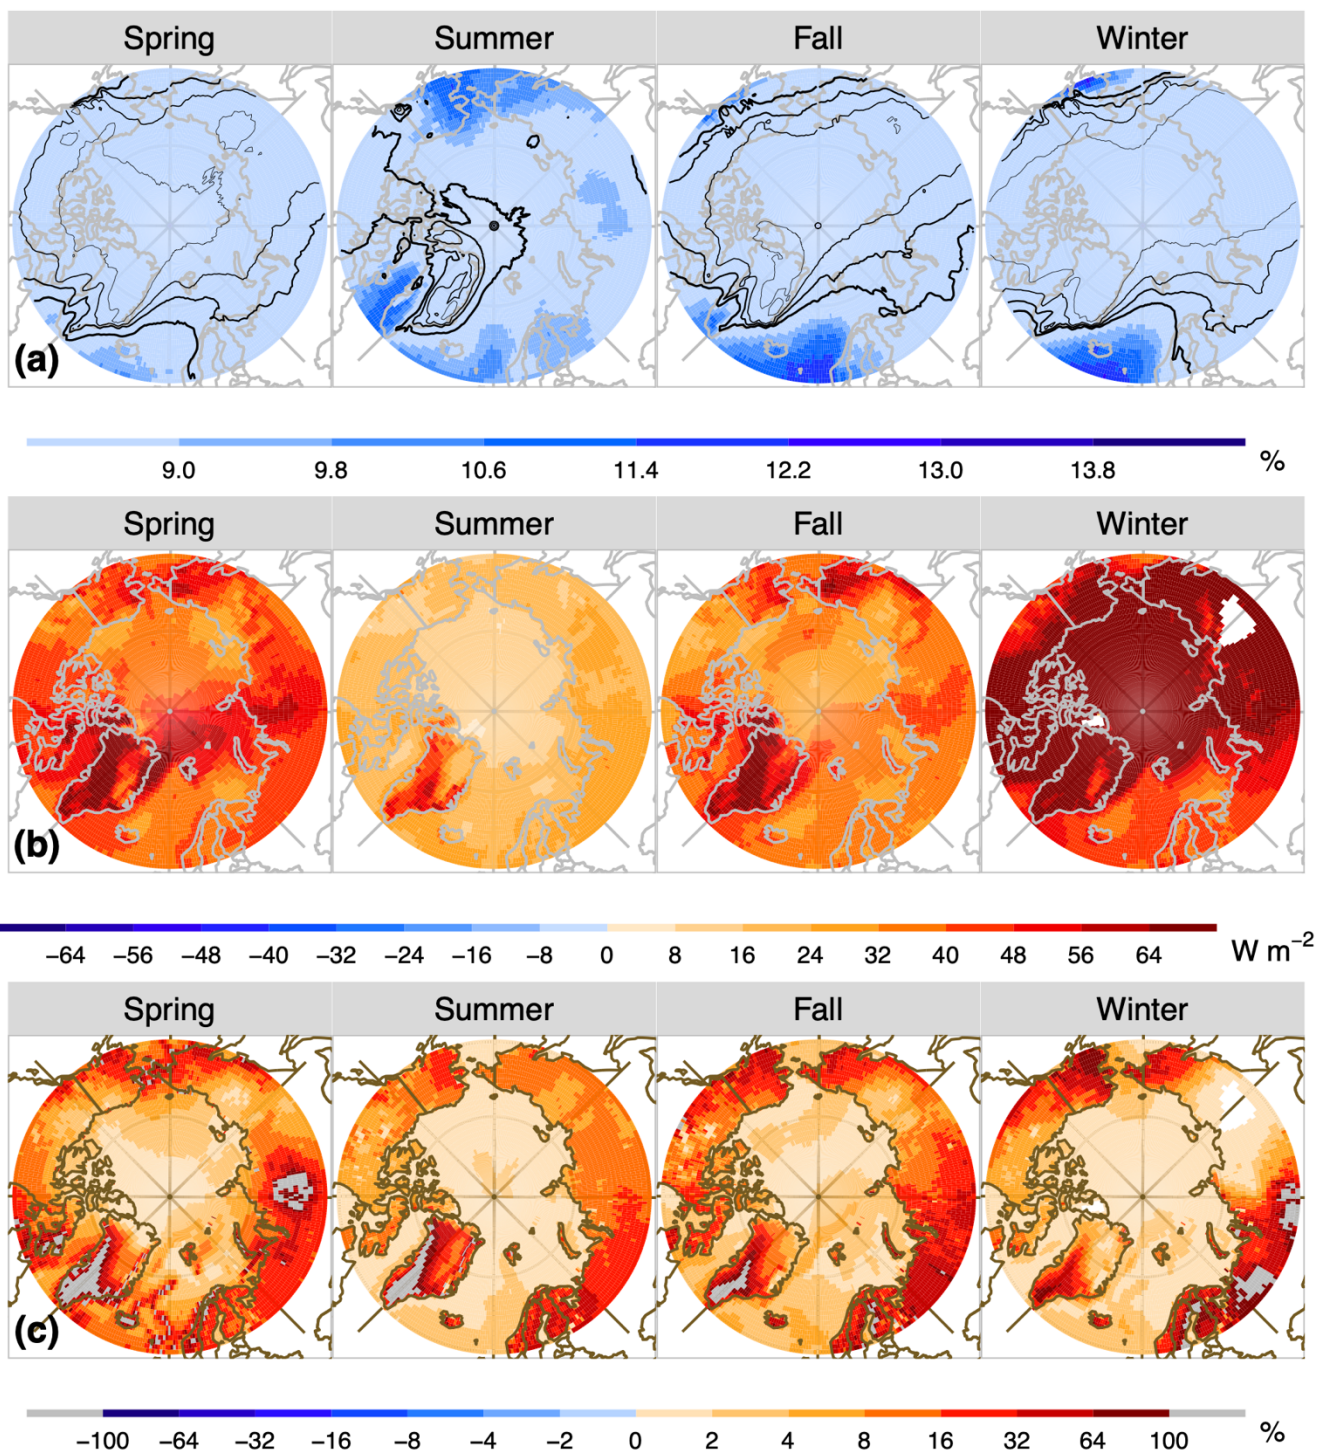 Spring Summer Fall Winter
(a)
9.0 9.8 10.6 11.4 12.2 13.0 13.8 %
Spring Summer Fall Winter
(b)
−64 −56 −48 −40 −32 −24 −16 −8 0 8 16 24 32 40 48 56 64 W m−2
Spring Summer Fall Winter
(c)
−100 −64 −32 −16 −8 −4 −2 0 2 4 8 16 32 64 100 %